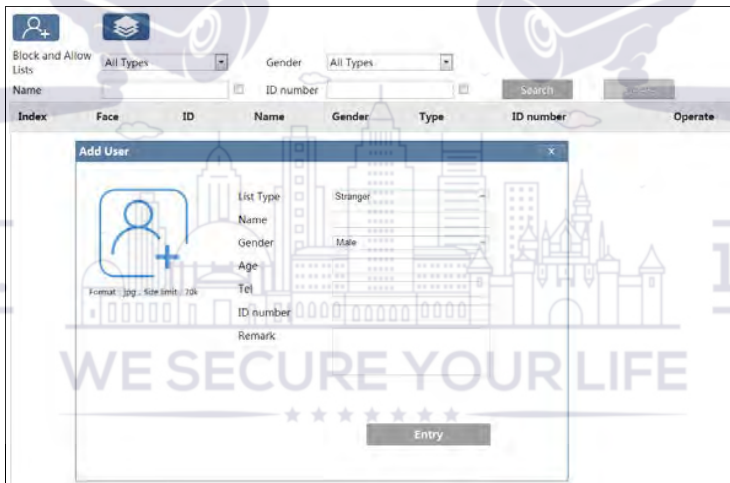 Block and Allow Lists All Types Gender All Types
Name ID number Search
Index Face ID Name Gender Type ID number Operate
Add User x
List Type Stranger
Name
Gender Male
Age
Format : jpg , Size limit : 70k
Tel
ID number
Remark
WE SECURE YOUR LIFE
Entry